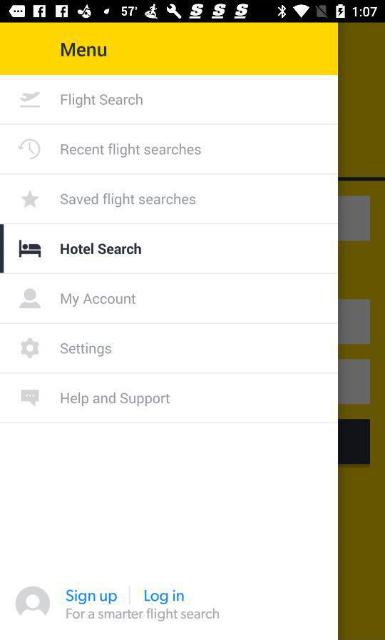 57°
1:07
Menu
Flight Search
Recent flight searches
Saved flight searches
Hotel Search
My Account
Settings
Help and Support
Sign up
Log in
For a smarter flight search